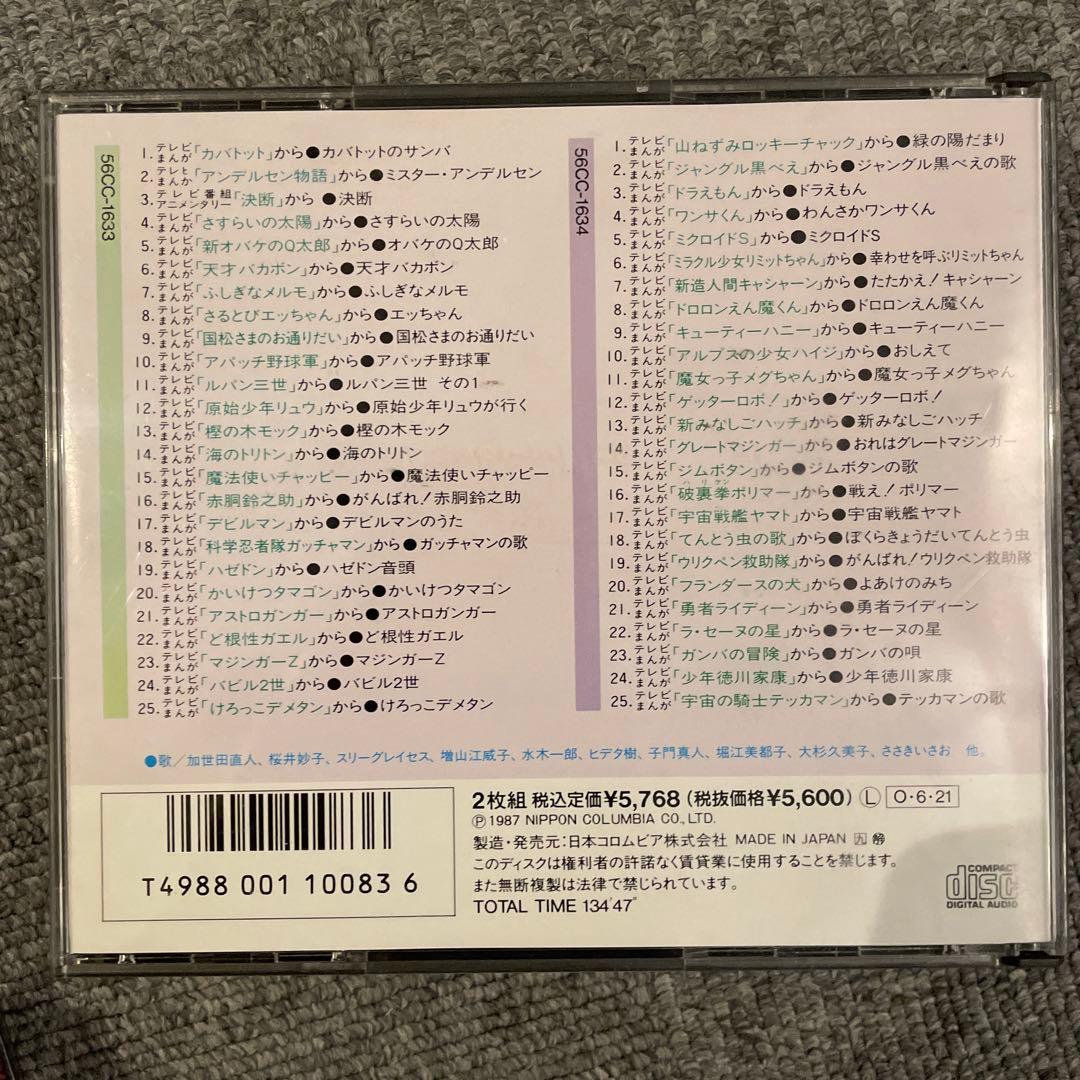 56CC-1633
1. テレビまんが「カバトット」から●カバトットのサンバ
2. テレビまんが「アンデルセン物語」から●ミスター・アンデルセン
3. テレビ番組アニメンタリー「決断」から ●決断
4. テレビまんが「さすらいの太陽」から●さすらいの太陽
5. テレビまんが「新オバケのQ太郎」から●オバケのQ太郎
6. テレビまんが「天才バカボン」から●天才バカボン
7. テレビまんが「ふしぎなメルモ」から●ふしぎなメルモ
8. テレビまんが「さるとびエッちゃん」から●エッちゃん
9. テレビまんが「国松さまのお通りだい」から●国松さまのお通りだい
10. テレビまんが「アパッチ野球軍」から●アパッチ野球軍
11. テレビまんが「ルパン三世」から●ルパン三世 その1
12. テレビまんが「原始少年リュウ」から●原始少年リュウが行く
13. テレビまんが「樫の木モック」から●樫の木モック
14. テレビまんが「海のトリトン」から●海のトリトン
15. テレビまんが「魔法使いチャッピー」から●魔法使いチャッピー
16. テレビまんが「赤胴鈴之助」から●がんばれ!赤胴鈴之助
17. テレビまんが「デビルマン」から●デビルマンのうた
18. テレビまんが「科学忍者隊ガッチャマン」から●ガッチャマンの歌
19. テレビまんが「ハゼドン」から●ハゼドン音頭
20. テレビまんが「かいけつタマゴン」から●かいけつタマゴン
21. テレビまんが「アストロガンガー」から●アストロガンガー
22. テレビまんが「ど根性ガエル」から●ど根性ガエル
23. テレビまんが「マジンガーZ」から●マジンガーZ
24. テレビまんが「バビル2世」から●バビル2世
25. テレビまんが「けろっこデメタン」から●けろっこデメタン
56CC-1634
1. テレビまんが「山ねずみロッキーチャック」から●緑の陽だまり
2. テレビまんが「ジャングル黒べえ」から●ジャングル黒べえの歌
3. テレビまんが「ドラえもん」から●ドラえもん
4. テレビまんが「ワンサくん」から●わんさかワンサくん
5. テレビまんが「ミクロイドS」から●ミクロイドS
6. テレビまんが「ミラクル少女リミットちゃん」から●幸わせを呼ぶリミットちゃん
7. テレビまんが「新造人間キャシャーン」から●たたかえ!キャシャーン
8. テレビまんが「ドロロンえん魔くん」から●ドロロンえん魔くん
9. テレビまんが「キューティーハニー」から●キューティーハニー
10. テレビまんが「アルプスの少女ハイジ」から●おしえて
11. テレビまんが「魔女っ子メグちゃん」から●魔女っ子メグちゃん
12. テレビまんが「ゲッターロボ!」から●ゲッターロボ!
13. テレビまんが「新みなしごハッチ」から●新みなしごハッチ
14. テレビまんが「グレートマジンガー」から●おれはグレートマジンガー
15. テレビまんが「ジムボタン」から●ジムボタンの歌
16. テレビまんが「破裏拳ポリマー」から●戦え!ポリマー
17. テレビまんが「宇宙戦艦ヤマト」から●宇宙戦艦ヤマト
18. テレビまんが「てんとう虫の歌」から●ぼくらきょうだいてんとう虫
19. テレビまんが「ウリクペン救助隊」から●がんばれ!ウリクペン救助隊
20. テレビまんが「フランダースの犬」から●よあけのみち
21. テレビまんが「勇者ライディーン」から●勇者ライディーン
22. テレビまんが「ラ・セーヌの星」から●ラ・セーヌの星
23. テレビまんが「ガンバの冒険」から●ガンバの唄
24. テレビまんが「少年徳川家康」から●少年徳川家康
25. テレビまんが「宇宙の騎士テッカマン」から●テッカマンの歌
●歌/加世田直人、桜井妙子、スリーグレイセス、増山江威子、水木一郎、ヒデタ樹、子門真人、堀江美都子、大杉久美子、ささきいさお 他。
T4988 001 10083 6
2枚組 税込定価¥5,768(税抜価格¥5,600) Ⓛ O・6・21
Ⓟ1987 NIPPON COLUMBIA CO., LTD.
製造・発売元:日本コロムビア株式会社 MADE IN JAPAN 九 解
このディスクは権利者の許諾なく賃貸業に使用することを禁じます。
また無断複製は法律で禁じられています。
TOTAL TIME 134'47"
COMPACT
disc
DIGITAL AUDIO